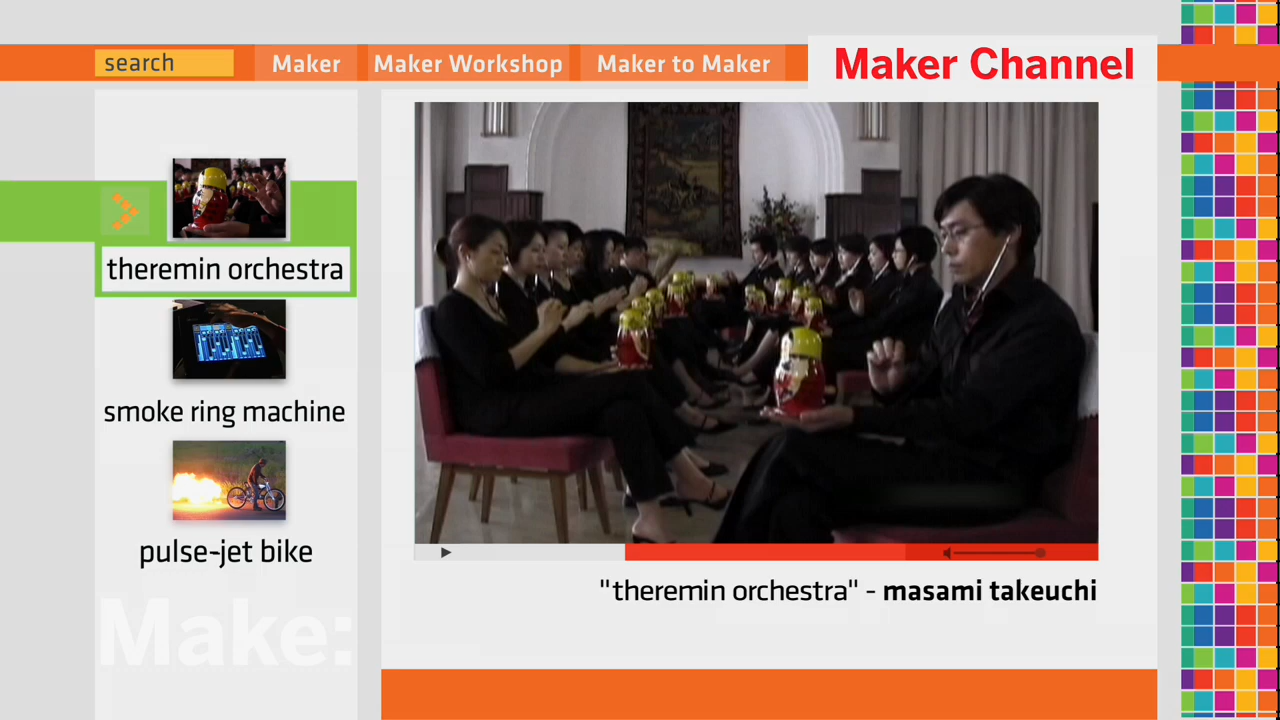 search
Maker
Maker Workshop
Maker to Maker
Maker Channel
theremin orchestra
smoke ring machine
pulse-jet bike
Make:
"theremin orchestra" - masami takeuchi